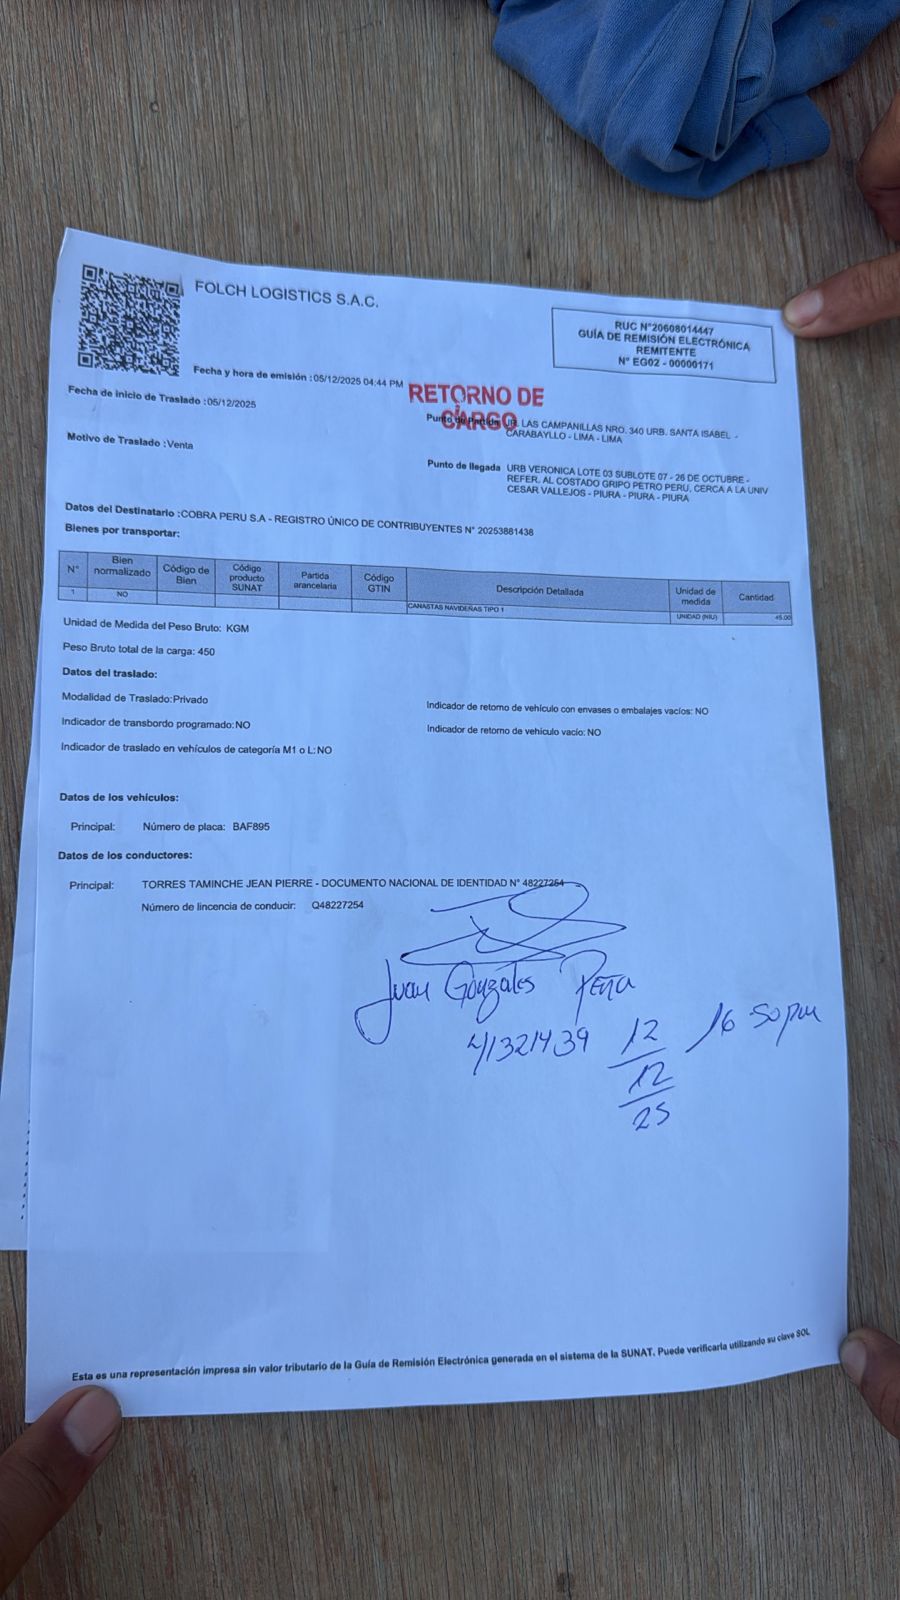 FOLCH LOGISTICS S.A.C.
RUC N°20608014447
GUÍA DE REMISIÓN ELECTRÓNICA
REMITENTE
N° EG02 - 00000171
Fecha y hora de emisión :05/12/2025 04:44 PM
Fecha de inicio de Traslado :05/12/2025
RETORNO DE
CARGO
Punto de Partida JR. LAS CAMPANILLAS NRO. 340 URB. SANTA ISABEL -
CARABAYLLO - LIMA - LIMA
Motivo de Traslado :Venta
Punto de llegada URB VERONICA LOTE 03 SUBLOTE 07 - 26 DE OCTUBRE -
REFER. AL COSTADO GRIPO PETRO PERU, CERCA A LA UNIV
CESAR VALLEJOS - PIURA - PIURA - PIURA
Datos del Destinatario :COBRA PERU S.A - REGISTRO ÚNICO DE CONTRIBUYENTES N° 20253881438
Bienes por transportar:
N° Bien normalizado Código de Bien Código producto SUNAT Partida arancelaria Código GTIN Descripción Detallada Unidad de medida Cantidad
1 NO CANASTAS NAVIDEÑAS TIPO 1 UNIDAD (NIU) 45.00
Unidad de Medida del Peso Bruto: KGM
Peso Bruto total de la carga: 450
Datos del traslado:
Modalidad de Traslado:Privado
Indicador de retorno de vehículo con envases o embalajes vacíos: NO
Indicador de transbordo programado:NO
Indicador de retorno de vehículo vacío: NO
Indicador de traslado en vehículos de categoría M1 o L:NO
Datos de los vehículos:
Principal: Número de placa: BAF895
Datos de los conductores:
Principal: TORRES TAMINCHE JEAN PIERRE - DOCUMENTO NACIONAL DE IDENTIDAD N° 48227254
Número de lincencia de conducir: Q48227254
Juan Gonzáles Peña
41321439 12 16 50 pm
12
25
Esta es una representación impresa sin valor tributario de la Guía de Remisión Electrónica generada en el sistema de la SUNAT. Puede verificarla utilizando su clave SOL